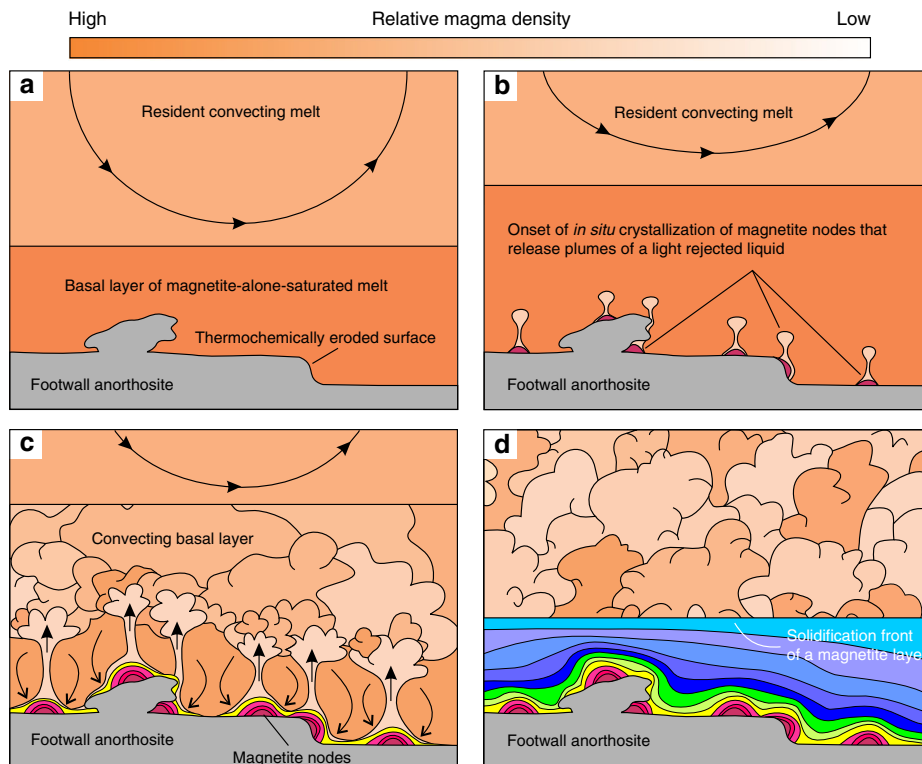 High Relative magma density Low
a
Resident convecting melt
Basal layer of magnetite-alone-saturated melt
Thermochemically eroded surface
Footwall anorthosite
b
Resident convecting melt
Onset of in situ crystallization of magnetite nodes that
release plumes of a light rejected liquid
Footwall anorthosite
c
Convecting basal layer
Footwall anorthosite
Magnetite nodes
d
Solidification front
of a magnetite layer
Footwall anorthosite